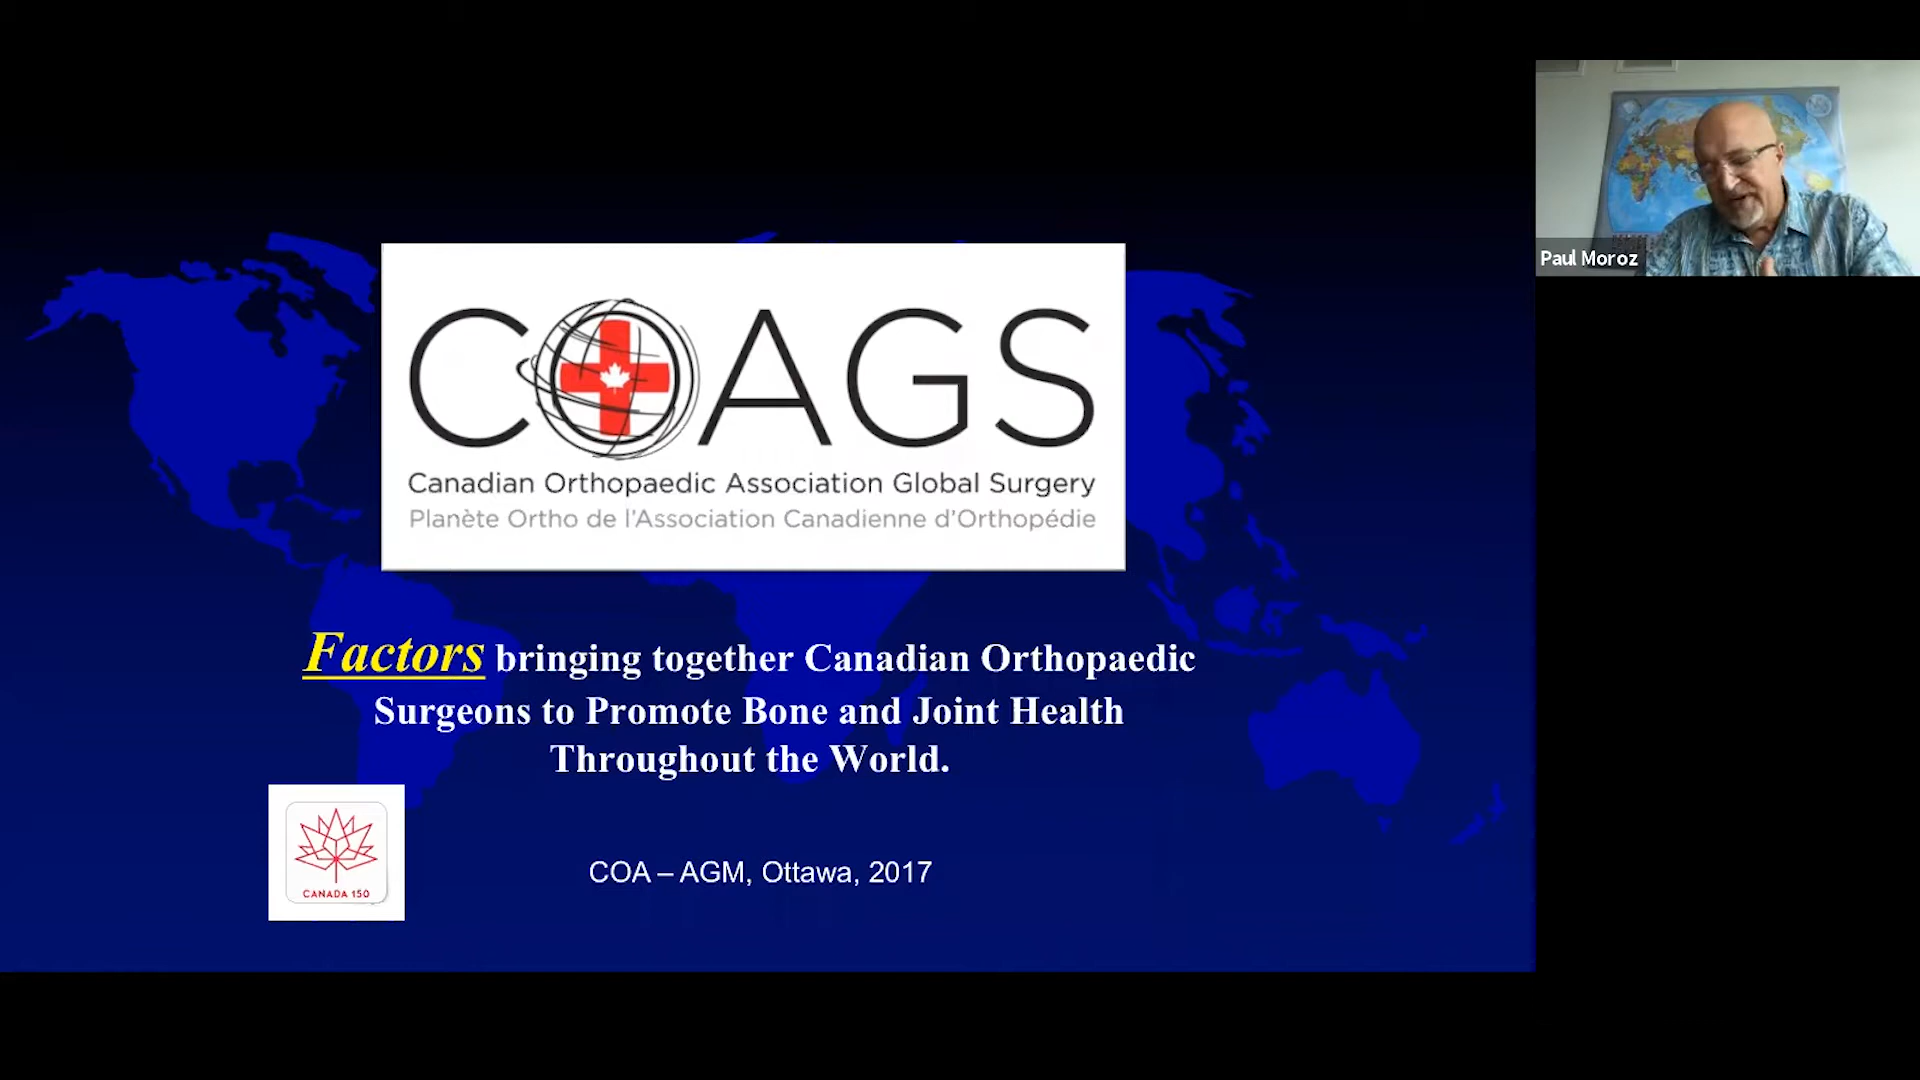 COAGS
Canadian Orthopaedic Association Global Surgery
Planète Ortho de l'Association Canadienne d'Orthopédie
Factors bringing together Canadian Orthopaedic
Surgeons to Promote Bone and Joint Health
Throughout the World.
CANADA 150
COA – AGM, Ottawa, 2017
Paul Moroz